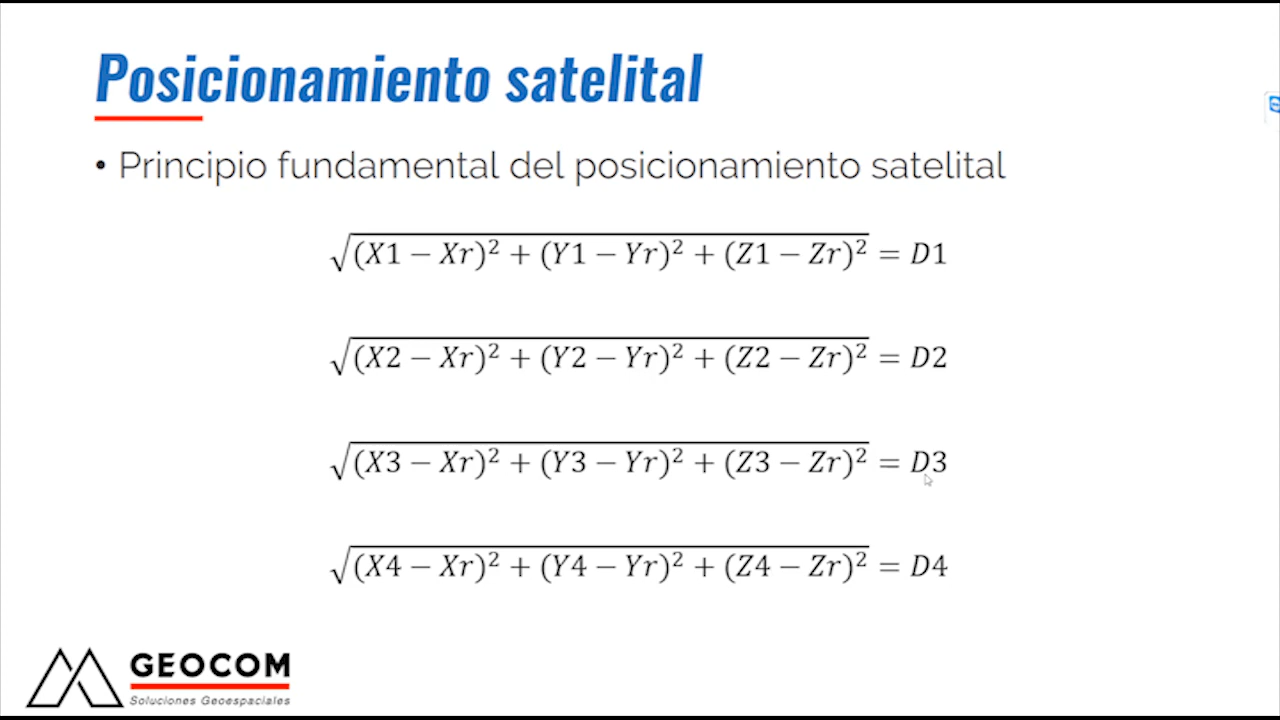 Posicionamiento satelital
• Principio fundamental del posicionamiento satelital
√(X1 − Xr)² + (Y1 − Yr)² + (Z1 − Zr)² = D1
√(X2 − Xr)² + (Y2 − Yr)² + (Z2 − Zr)² = D2
√(X3 − Xr)² + (Y3 − Yr)² + (Z3 − Zr)² = D3
√(X4 − Xr)² + (Y4 − Yr)² + (Z4 − Zr)² = D4
GEOCOM
Soluciones Geoespaciales